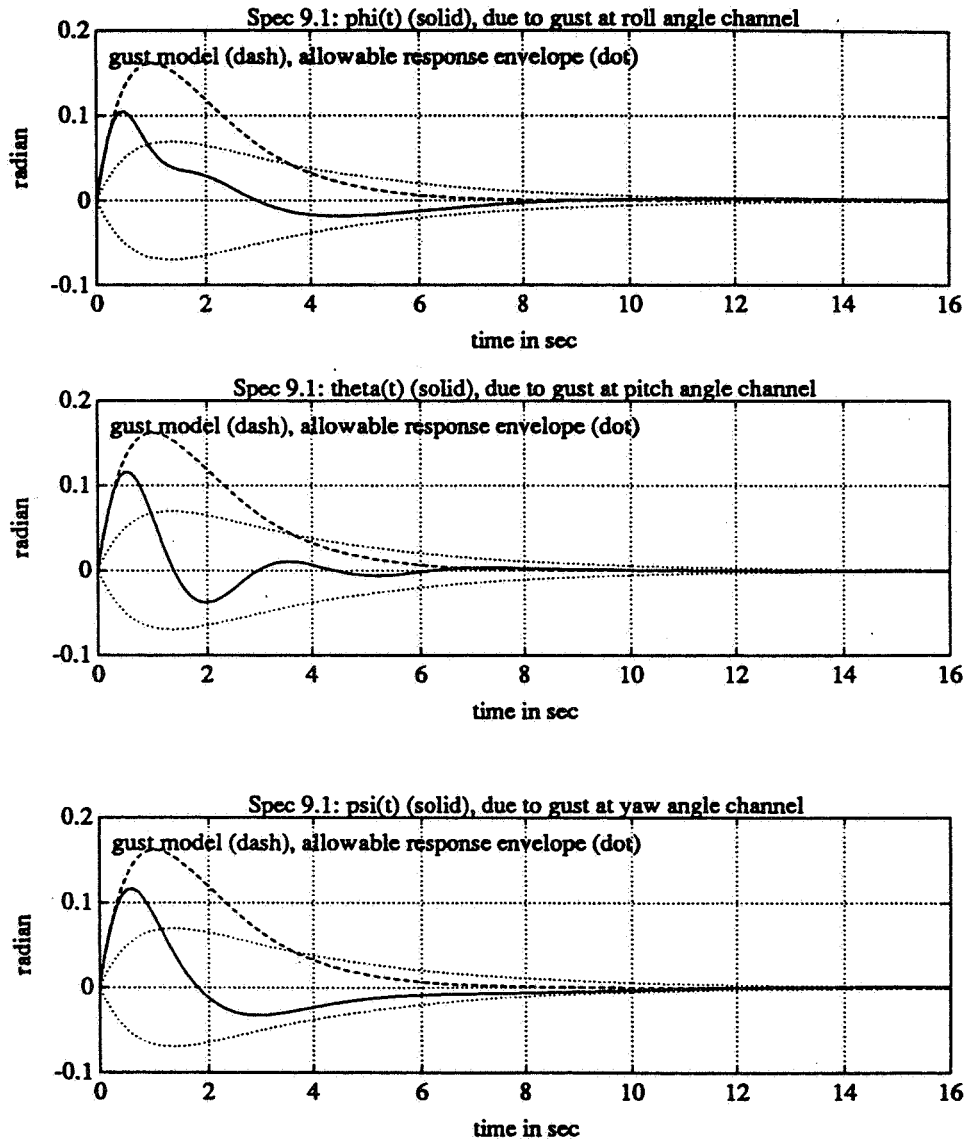 Spec 9.1: phi(t) (solid), due to gust at roll angle channel
0.2
gust model (dash), allowable response envelope (dot)
0.1
radian
0
-0.1
0 2 4 6 8 10 12 14 16
time in sec
Spec 9.1: theta(t) (solid), due to gust at pitch angle channel
0.2
gust model (dash), allowable response envelope (dot)
0.1
radian
0
-0.1
0 2 4 6 8 10 12 14 16
time in sec
Spec 9.1: psi(t) (solid), due to gust at yaw angle channel
0.2
gust model (dash), allowable response envelope (dot)
0.1
radian
0
-0.1
0 2 4 6 8 10 12 14 16
time in sec